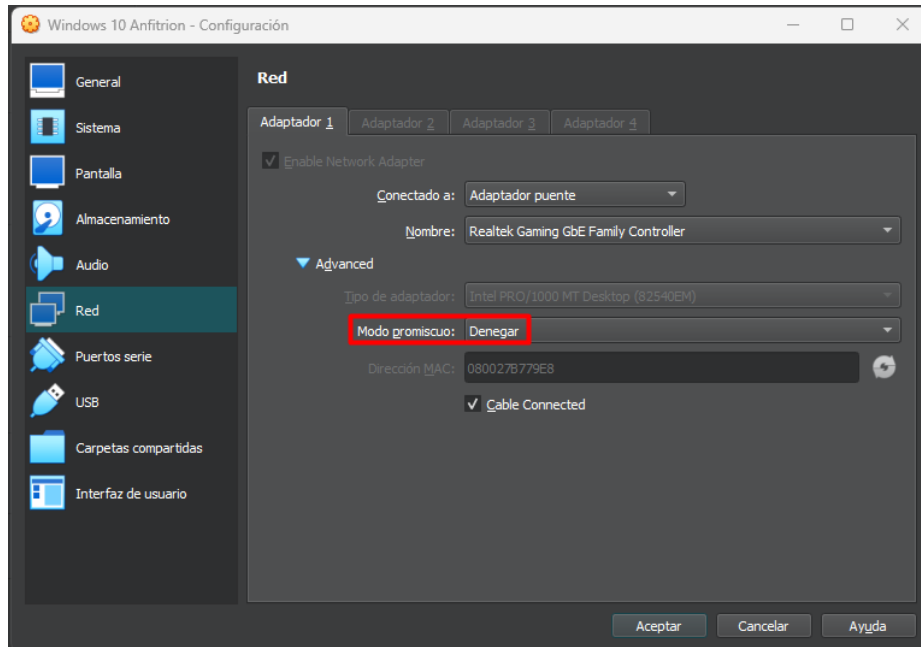 Windows 10 Anfitrion - Configuración
General
Sistema
Pantalla
Almacenamiento
Audio
Red
Puertos serie
USB
Carpetas compartidas
Interfaz de usuario
Red
Adaptador 1 Adaptador 2 Adaptador 3 Adaptador 4
Enable Network Adapter
Conectado a: Adaptador puente
Nombre: Realtek Gaming GbE Family Controller
Advanced
Tipo de adaptador: Intel PRO/1000 MT Desktop (82540EM)
Modo promiscuo: Denegar
Dirección MAC: 080027B779E8
Cable Connected
Aceptar Cancelar Ayuda